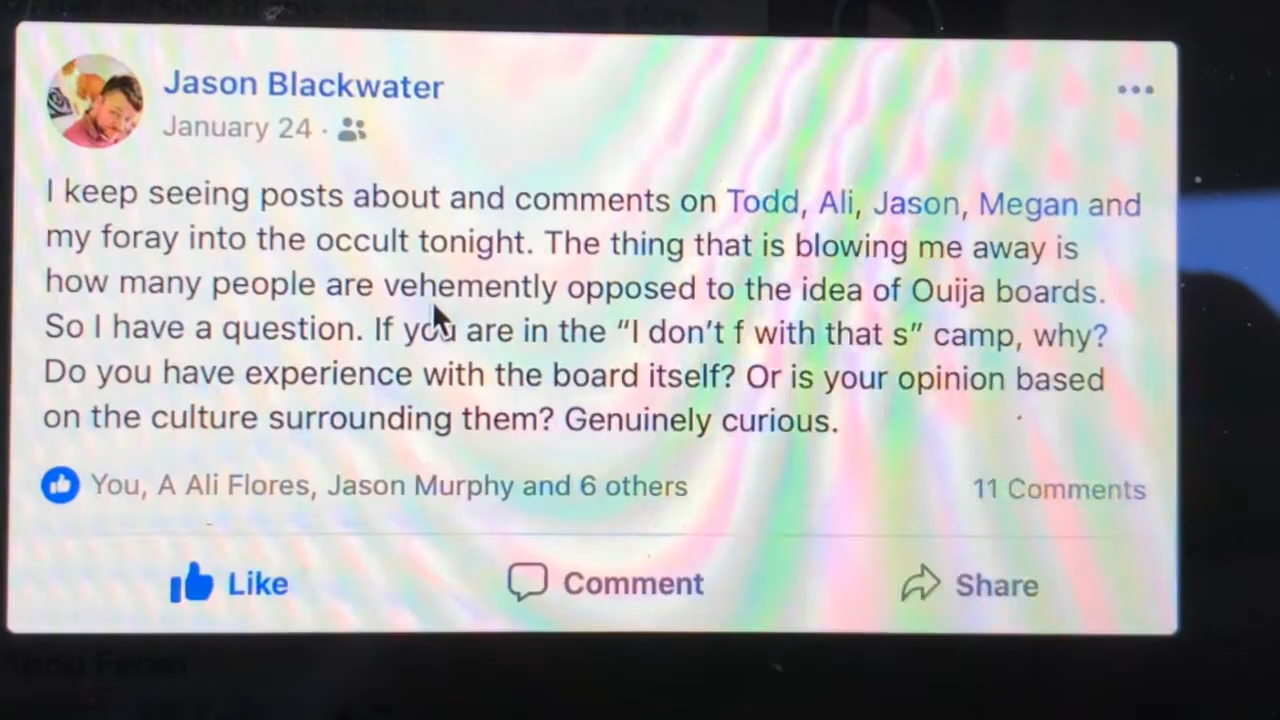 Jason Blackwater
January 24 ·
I keep seeing posts about and comments on Todd, Ali, Jason, Megan and
my foray into the occult tonight. The thing that is blowing me away is
how many people are vehemently opposed to the idea of Ouija boards.
So I have a question. If you are in the “I don’t f with that s” camp, why?
Do you have experience with the board itself? Or is your opinion based
on the culture surrounding them? Genuinely curious.
You, A Ali Flores, Jason Murphy and 6 others
11 Comments
Like
Comment
Share